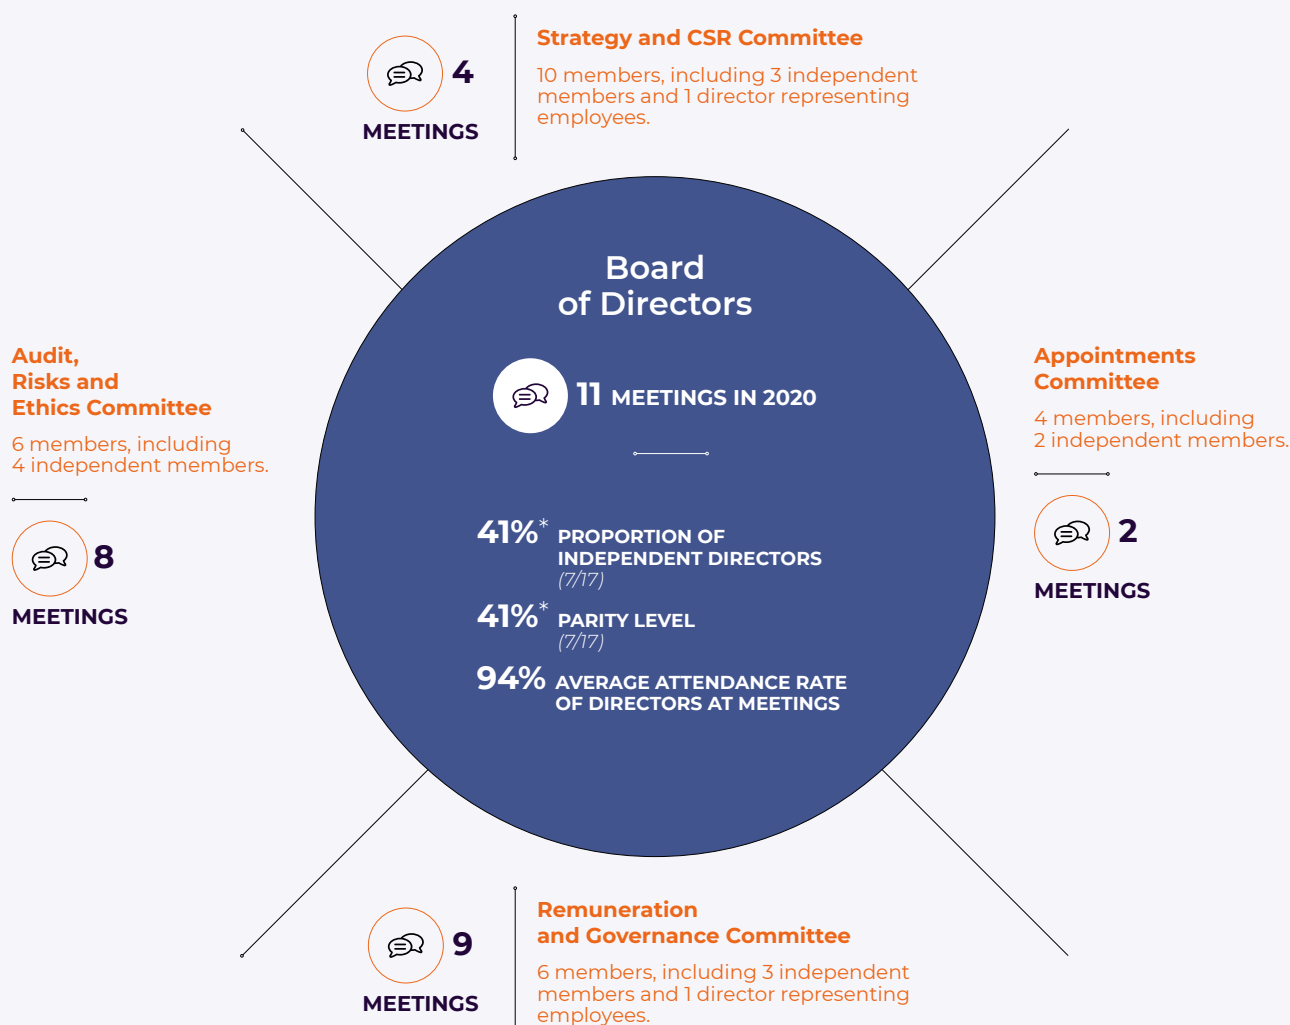 4
MEETINGS
Strategy and CSR Committee
10 members, including 3 independent
members and 1 director representing
employees.
Board
of Directors
11 MEETINGS IN 2020
41%* PROPORTION OF
INDEPENDENT DIRECTORS
(7/17)
41%* PARITY LEVEL
(7/17)
94% AVERAGE ATTENDANCE RATE
OF DIRECTORS AT MEETINGS
Audit,
Risks and
Ethics Committee
6 members, including
4 independent members.
8
MEETINGS
Appointments
Committee
4 members, including
2 independent members.
2
MEETINGS
9
MEETINGS
Remuneration
and Governance Committee
6 members, including 3 independent
members and 1 director representing
employees.